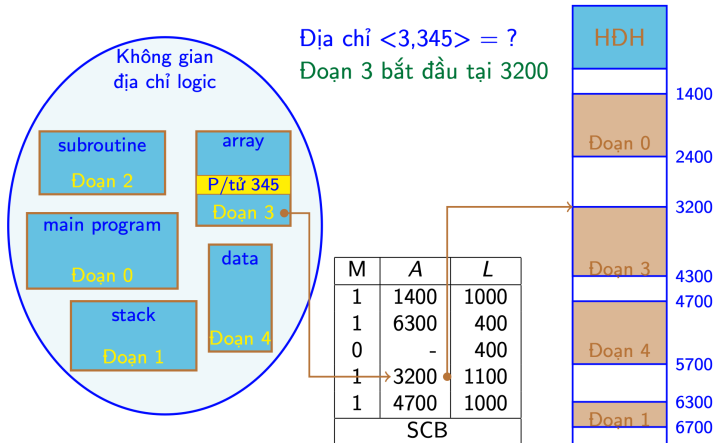 Địa chỉ <3,345> = ?
Đoạn 3 bắt đầu tại 3200
Không gian
địa chỉ logic
subroutine
Đoạn 2
array
P/tử 345
Đoạn 3
main program
Đoạn 0
data
Đoạn 4
stack
Đoạn 1
M A L
1 1400 1000
1 6300 400
0 - 400
1 3200 1100
1 4700 1000
SCB
HĐH
1400
Đoạn 0
2400
3200
Đoạn 3
4300
4700
Đoạn 4
5700
6300
Đoạn 1
6700